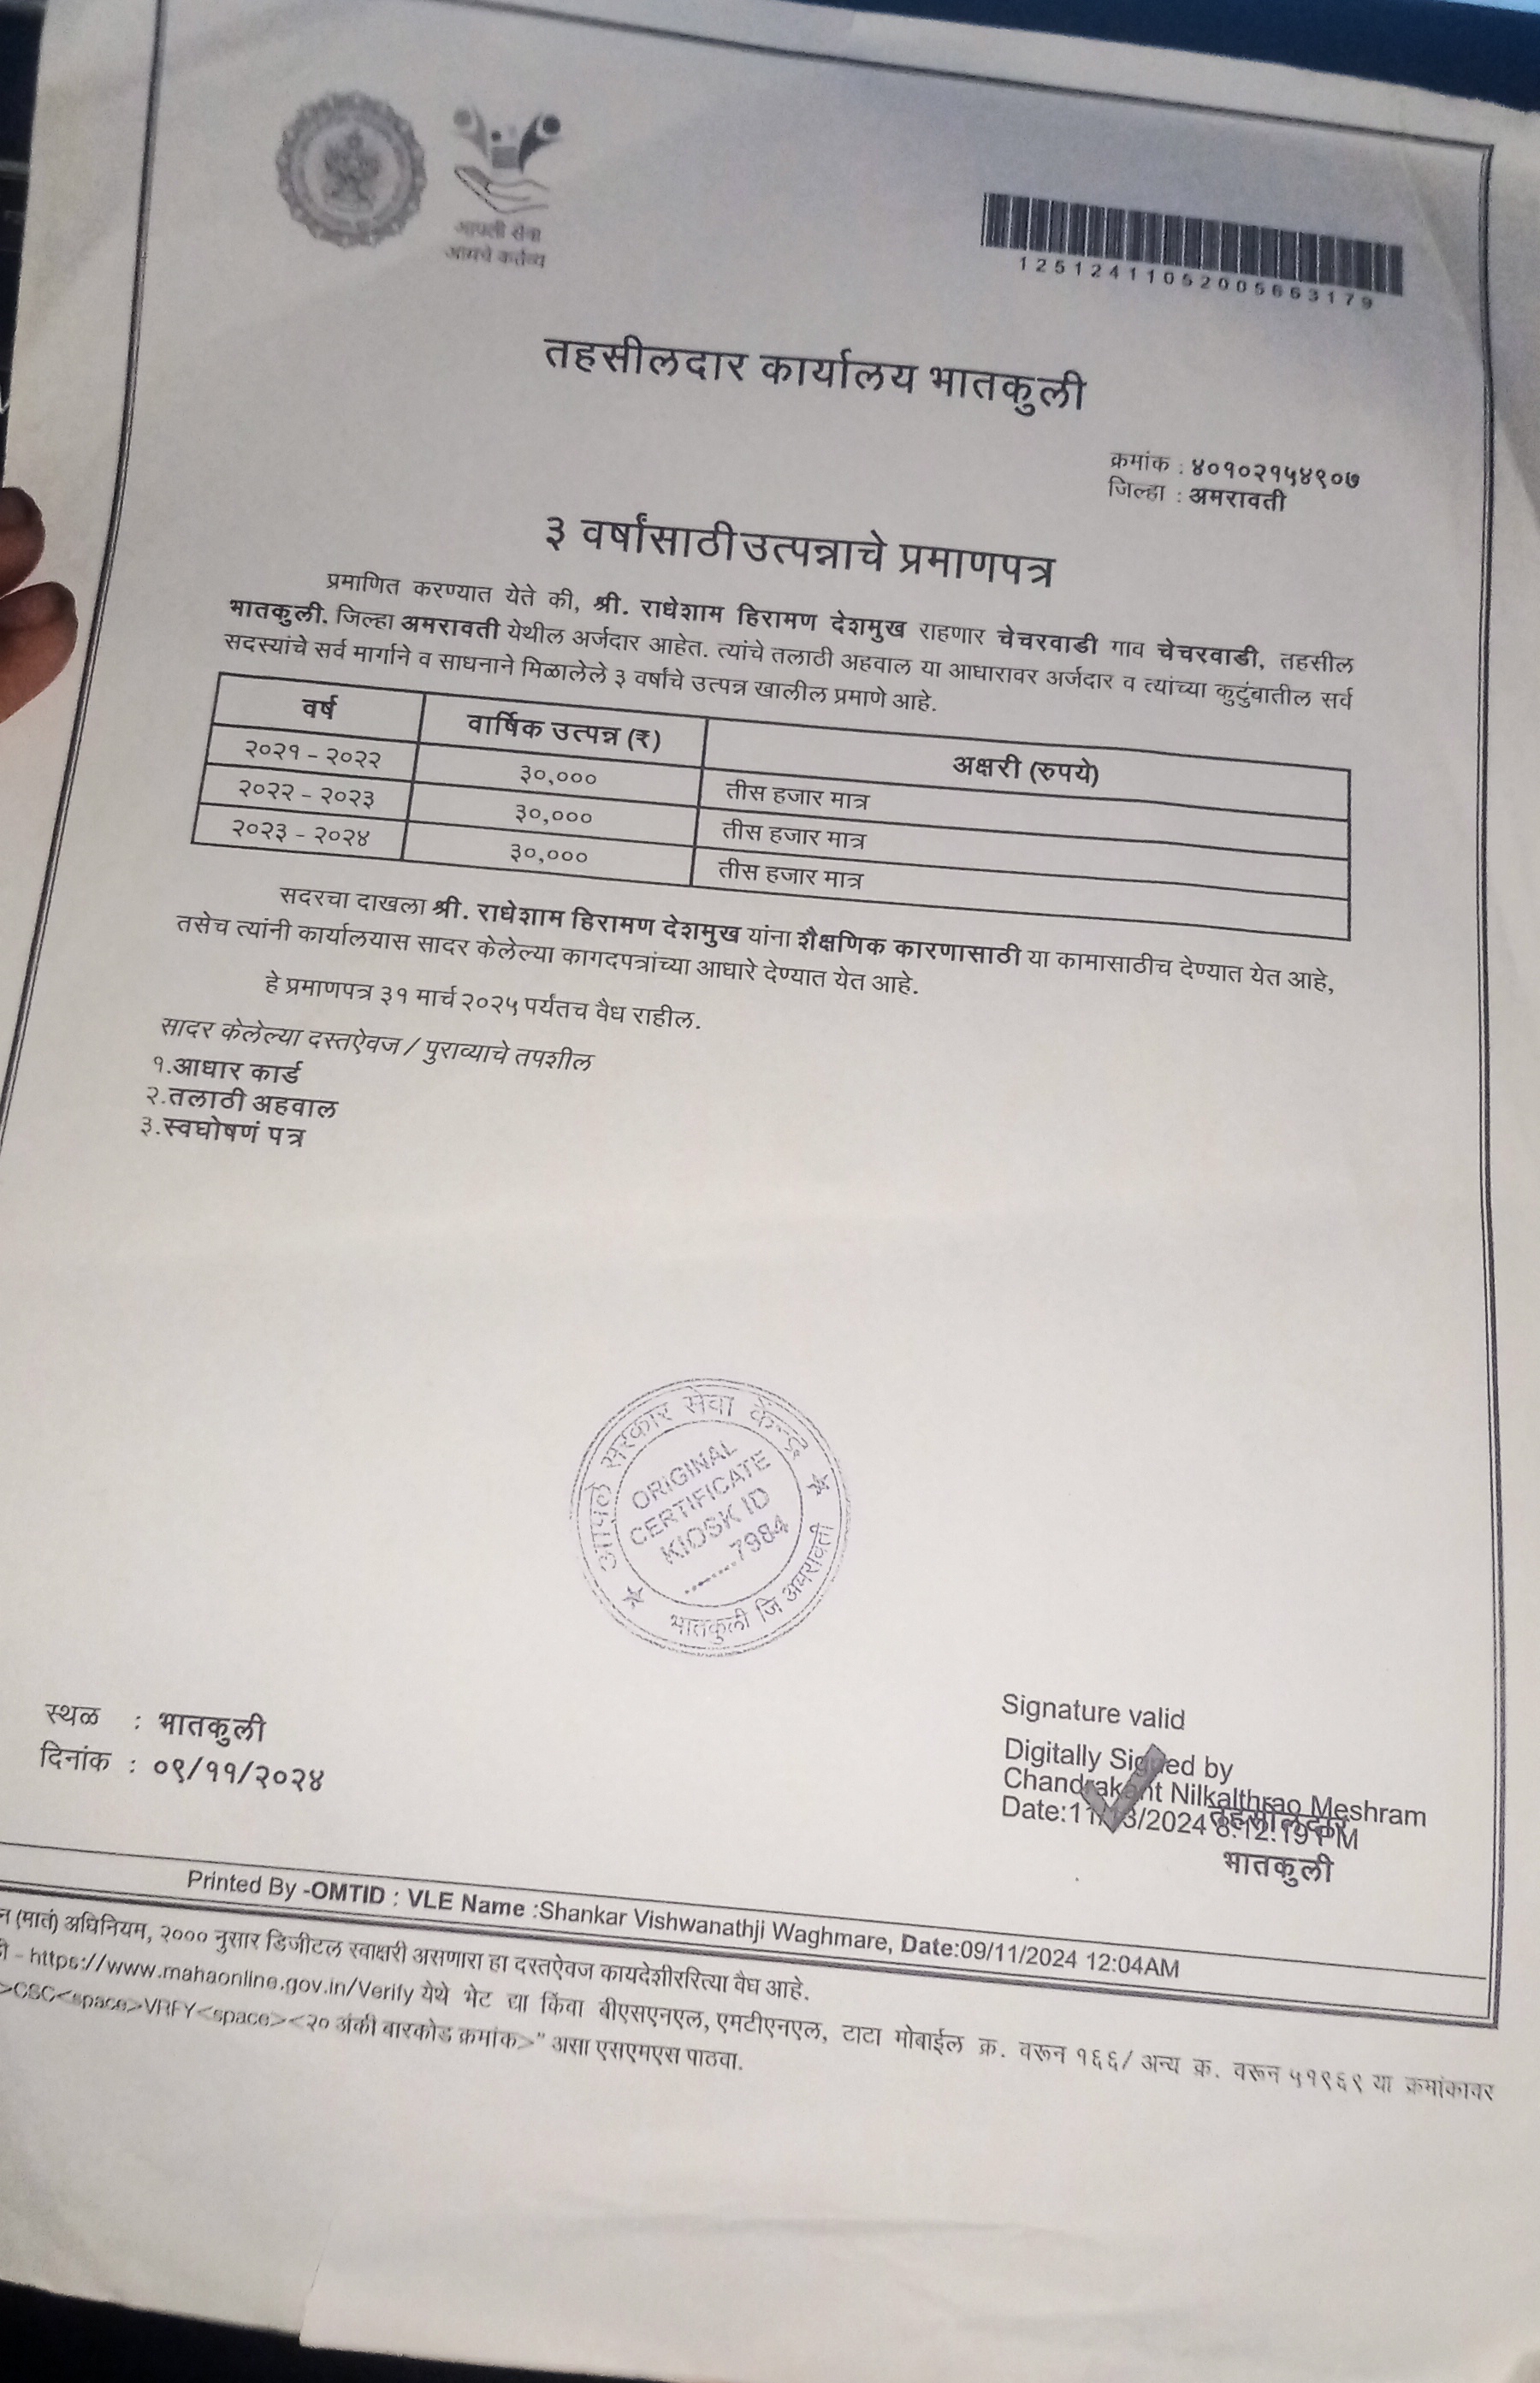 आपली सेवा
आमचे कर्तव्य
12512411052005663179
तहसीलदार कार्यालय भातकुली
क्रमांक : ४०१०२१५४९०७
जिल्हा : अमरावती
३ वर्षांसाठी उत्पन्नाचे प्रमाणपत्र
प्रमाणित करण्यात येते की, श्री. राधेशाम हिरामण देशमुख राहणार चेचरवाडी गाव चेचरवाडी, तहसील
भातकुली, जिल्हा अमरावती येथील अर्जदार आहेत. त्यांचे तलाठी अहवाल या आधारावर अर्जदार व त्यांच्या कुटुंबातील सर्व
सदस्यांचे सर्व मार्गाने व साधनाने मिळालेले ३ वर्षांचे उत्पन्न खालील प्रमाणे आहे.
वर्ष वार्षिक उत्पन्न (₹) अक्षरी (रुपये)
२०२१ - २०२२ ३०,००० तीस हजार मात्र
२०२२ - २०२३ ३०,००० तीस हजार मात्र
२०२३ - २०२४ ३०,००० तीस हजार मात्र
सदरचा दाखला श्री. राधेशाम हिरामण देशमुख यांना शैक्षणिक कारणासाठी या कामासाठीच देण्यात येत आहे,
तसेच त्यांनी कार्यालयास सादर केलेल्या कागदपत्रांच्या आधारे देण्यात येत आहे.
हे प्रमाणपत्र ३१ मार्च २०२५ पर्यंतच वैध राहील.
सादर केलेल्या दस्तऐवज / पुराव्याचे तपशील
१.आधार कार्ड
२.तलाठी अहवाल
३.स्वघोषणं पत्र
आपले सरकार सेवा केन्द्र
ORIGINAL
CERTIFICATE
KIOSK ID
........7984
भातकुली जि अमरावती
स्थळ : भातकुली
दिनांक : ०९/११/२०२४
Signature valid
Digitally Signed by
Chandrakant Nilkalthrao Meshram
Date:11/ 3/2024 8:12:19 PM
तहसीलदार
भातकुली
Printed By -OMTID : VLE Name :Shankar Vishwanathji Waghmare, Date:09/11/2024 12:04AM
(मातं) अधिनियम, २००० नुसार डिजीटल स्वाक्षरी असणारा हा दस्तऐवज कायदेशीररित्या वैध आहे.
- https://www.mahaonline.gov.in/Verify येथे भेट द्या किंवा बीएसएनएल, एमटीएनएल, टाटा मोबाईल क्र. वरून १६६/ अन्य क्र. वरून ५१९६९ या क्रमांकावर
>CSC<space>VRFY<space><२० अंकी बारकोड क्रमांक>” असा एसएमएस पाठवा.